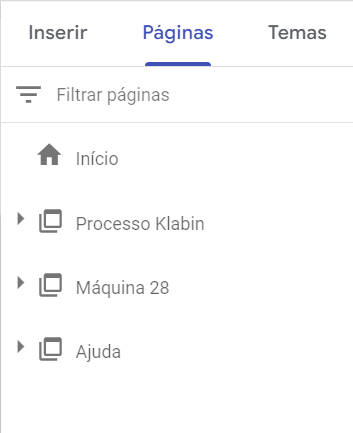 Inserir Páginas Temas
Filtrar páginas
Início
Processo Klabin
Máquina 28
Ajuda